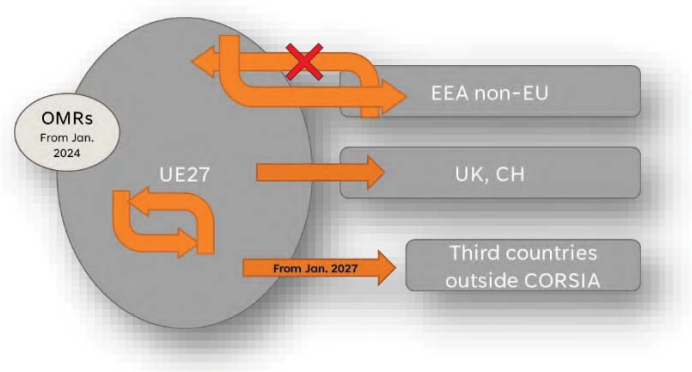 EEA non-EU
OMRs
From Jan.
2024
UE27
UK, CH
From Jan. 2027
Third countries
outside CORSIA